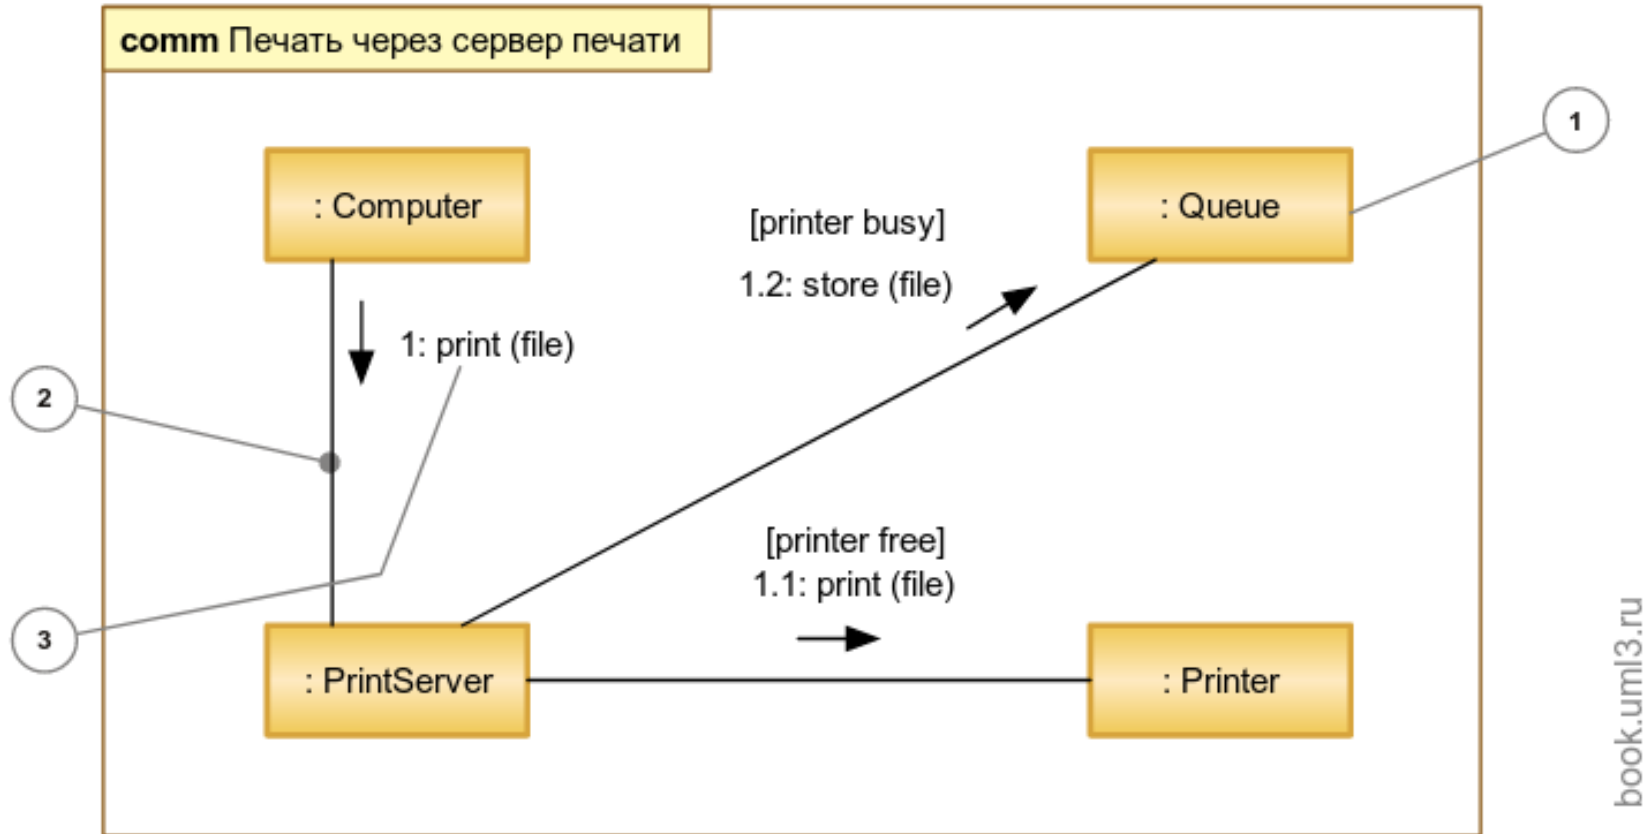 comm Печать через сервер печати
1
: Computer
: Queue
[printer busy]
1.2: store (file)
1: print (file)
2
[printer free]
1.1: print (file)
3
: PrintServer
: Printer
book.uml3.ru